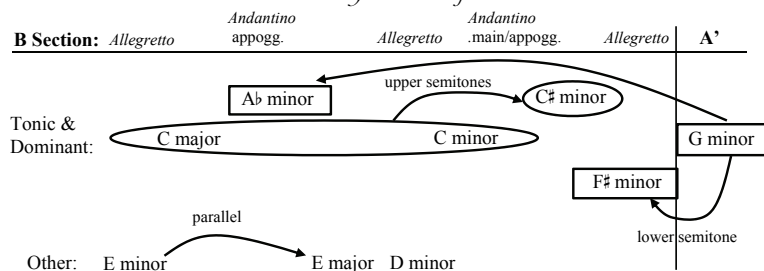 Andantino Andantino
B Section: Allegretto appogg. Allegretto .main/appogg. Allegretto A’
upper semitones
A♭ minor C♯ minor
Tonic &
Dominant: C major C minor G minor
F♯ minor
parallel
lower semitone
Other: E minor E major D minor